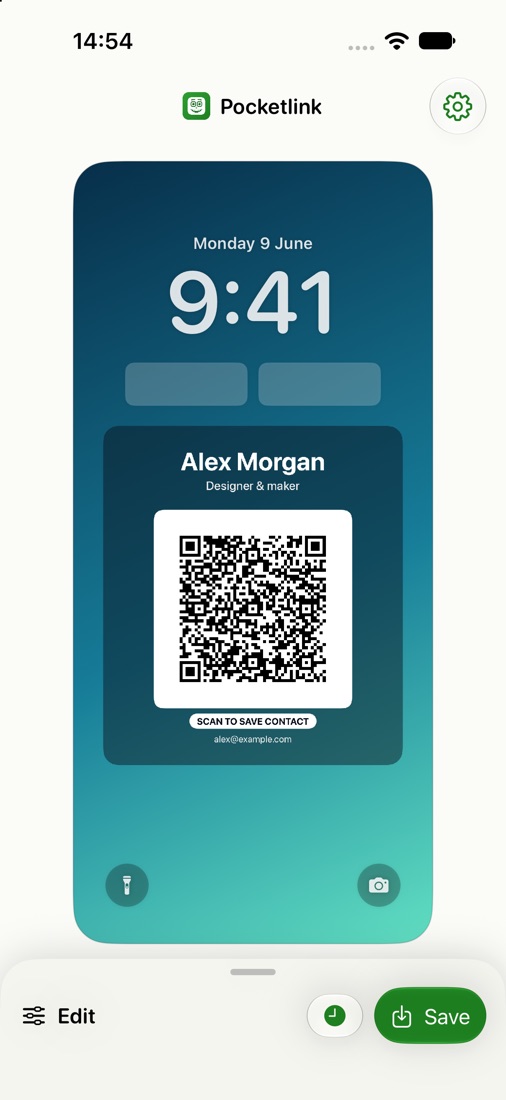 14:54
Pocketlink
Monday 9 June
9:41
Alex Morgan
Designer & maker
SCAN TO SAVE CONTACT
alex@example.com
Edit
Save